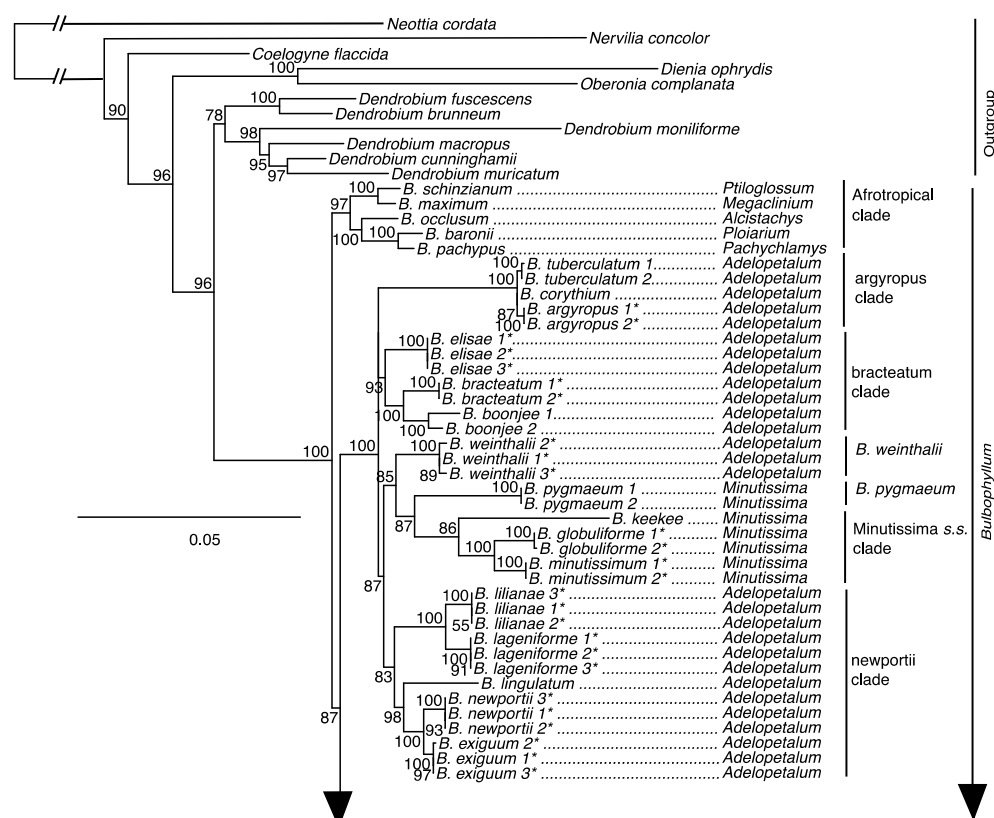 Neottia cordata
Nervilia concolor
Coelogyne flaccida
100 Dienia ophrydis
Oberonia complanata
90
100 Dendrobium fuscescens
78 Dendrobium brunneum
98 Dendrobium moniliforme
Dendrobium macropus
95 Dendrobium cunninghamii
96 97 Dendrobium muricatum
Outgroup
100 B. schinzianum Ptiloglossum
97 B. maximum Megaclinium
B. occlusum Alcistachys
100 100 B. baronii Ploiarium
B. pachypus Pachychlamys
Afrotropical
clade
100 B. tuberculatum 1 Adelopetalum
96 100 B. tuberculatum 2 Adelopetalum
B. corythium Adelopetalum
87 B. argyropus 1* Adelopetalum
100 B. argyropus 2* Adelopetalum
argyropus
clade
100 B. elisae 1* Adelopetalum
B. elisae 2* Adelopetalum
B. elisae 3* Adelopetalum
93 100 B. bracteatum 1* Adelopetalum
B. bracteatum 2* Adelopetalum
100 B. boonjee 1 Adelopetalum
100 B. boonjee 2 Adelopetalum
bracteatum
clade
100 100 100 B. weinthalii 2* Adelopetalum
B. weinthalii 1* Adelopetalum
85 89 B. weinthalii 3* Adelopetalum
B. weinthalii
100 B. pygmaeum 1 Minutissima
B. pygmaeum 2 Minutissima
B. pygmaeum
87 86 B. keekee Minutissima
100 B. globuliforme 1* Minutissima
100 B. globuliforme 2* Minutissima
100 B. minutissimum 1* Minutissima
87 B. minutissimum 2* Minutissima
Minutissima s.s.
clade
0.05
Bulbophyllum
100 B. lilianae 3* Adelopetalum
100 B. lilianae 1* Adelopetalum
55 B. lilianae 2* Adelopetalum
B. lageniforme 1* Adelopetalum
100 B. lageniforme 2* Adelopetalum
83 91 B. lageniforme 3* Adelopetalum
B. lingulatum Adelopetalum
100 B. newportii 3* Adelopetalum
87 98 B. newportii 1* Adelopetalum
93 B. newportii 2* Adelopetalum
100 B. exiguum 2* Adelopetalum
100 B. exiguum 1* Adelopetalum
97 B. exiguum 3* Adelopetalum
newportii
clade